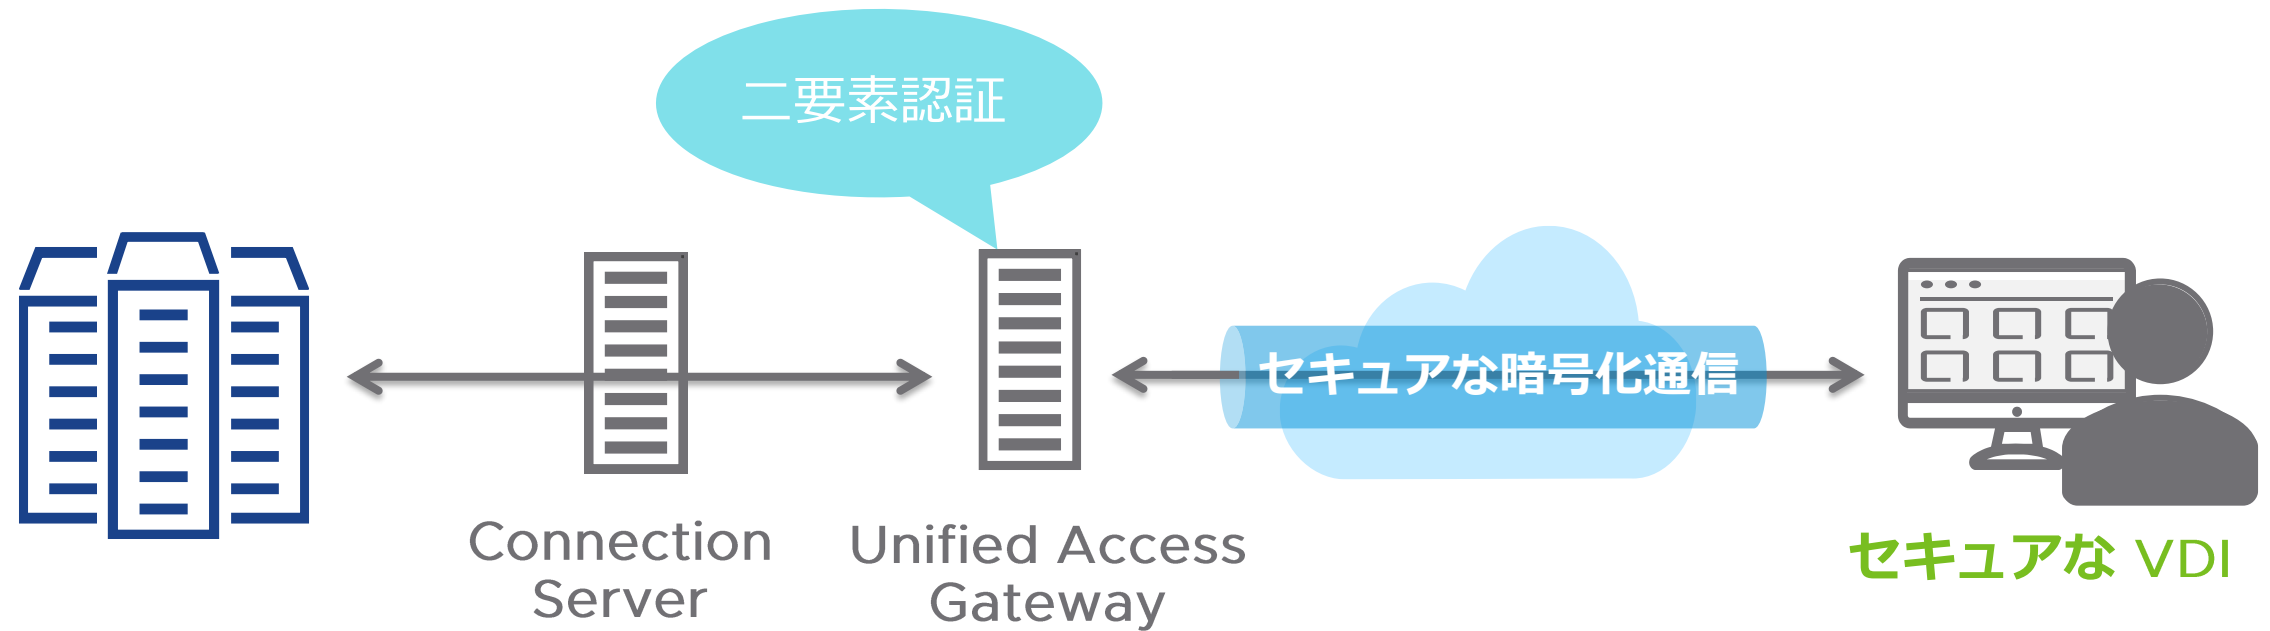 二要素認証
セキュアな暗号化通信
Connection
Server
Unified Access
Gateway
セキュアな VDI